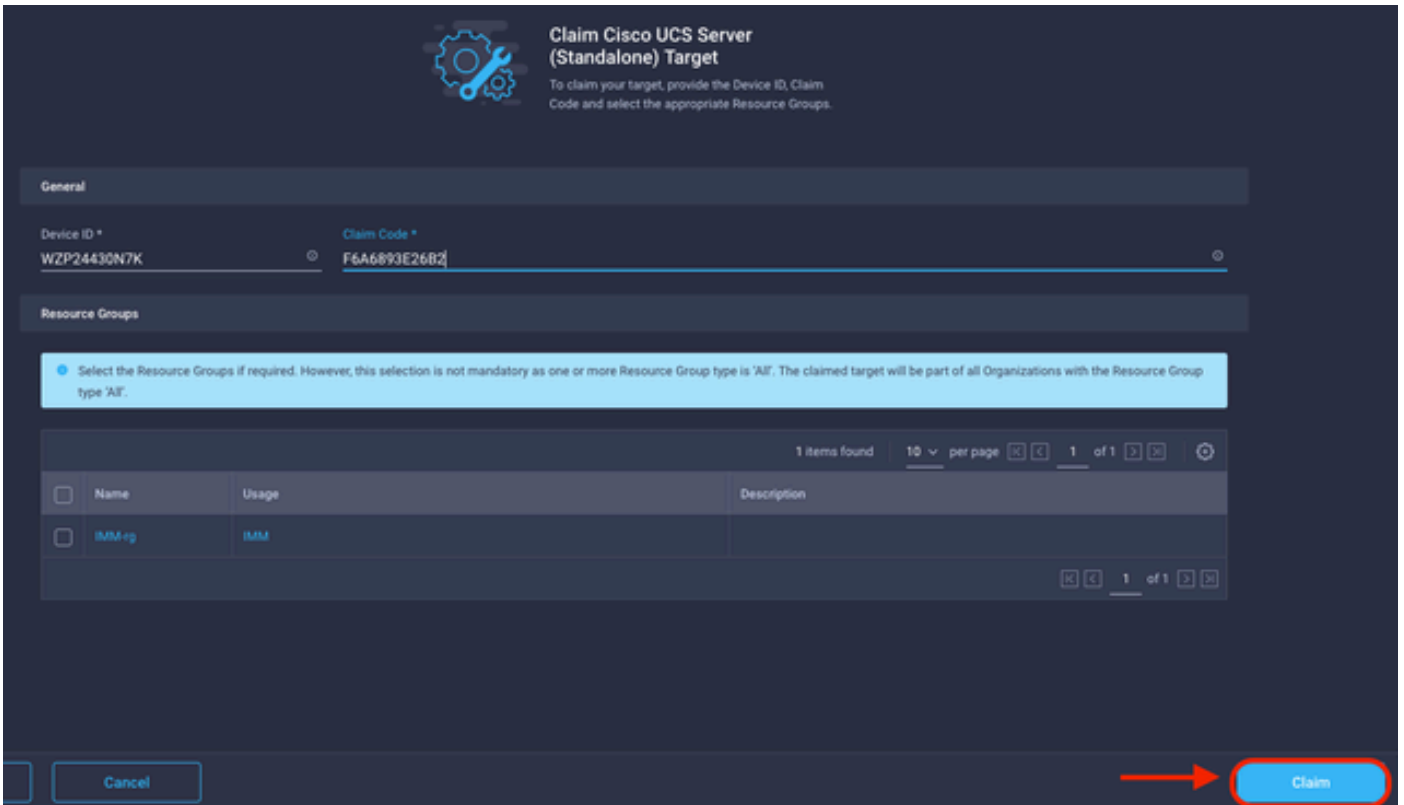 Claim Cisco UCS Server
(Standalone) Target
To claim your target, provide the Device ID, Claim
Code and select the appropriate Resource Groups.
General
Device ID *
Claim Code *
WZP24430N7K
F6A6893E26B2
Resource Groups
Select the Resource Groups if required. However, this selection is not mandatory as one or more Resource Group type is 'All'. The claimed target will be part of all Organizations with the Resource Group
type 'All'.
1 items found 10 per page 1 of 1
Name Usage Description
IMM-rg IMM
1 of 1
Cancel Claim